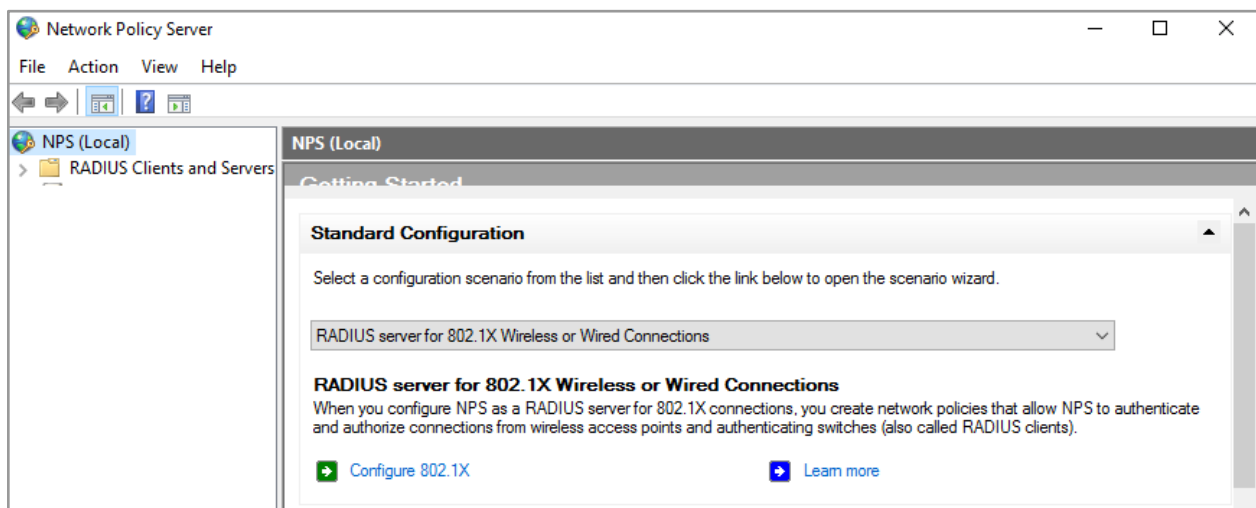 Network Policy Server
File Action View Help
NPS (Local)
RADIUS Clients and Servers
NPS (Local)
Getting Started
Standard Configuration
Select a configuration scenario from the list and then click the link below to open the scenario wizard.
RADIUS server for 802.1X Wireless or Wired Connections
RADIUS server for 802.1X Wireless or Wired Connections
When you configure NPS as a RADIUS server for 802.1X connections, you create network policies that allow NPS to authenticate
and authorize connections from wireless access points and authenticating switches (also called RADIUS clients).
Configure 802.1X Learn more